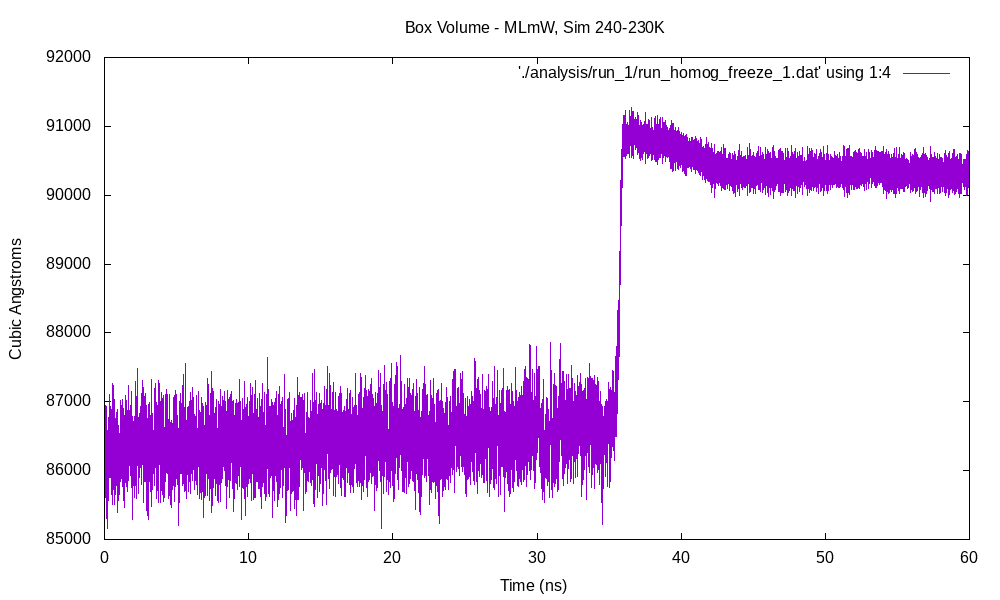 Box Volume - MLmW, Sim 240-230K
'./analysis/run_1/run_homog_freeze_1.dat' using 1:4
92000
91000
90000
89000
88000
87000
86000
85000
Cubic Angstroms
0 10 20 30 40 50 60
Time (ns)